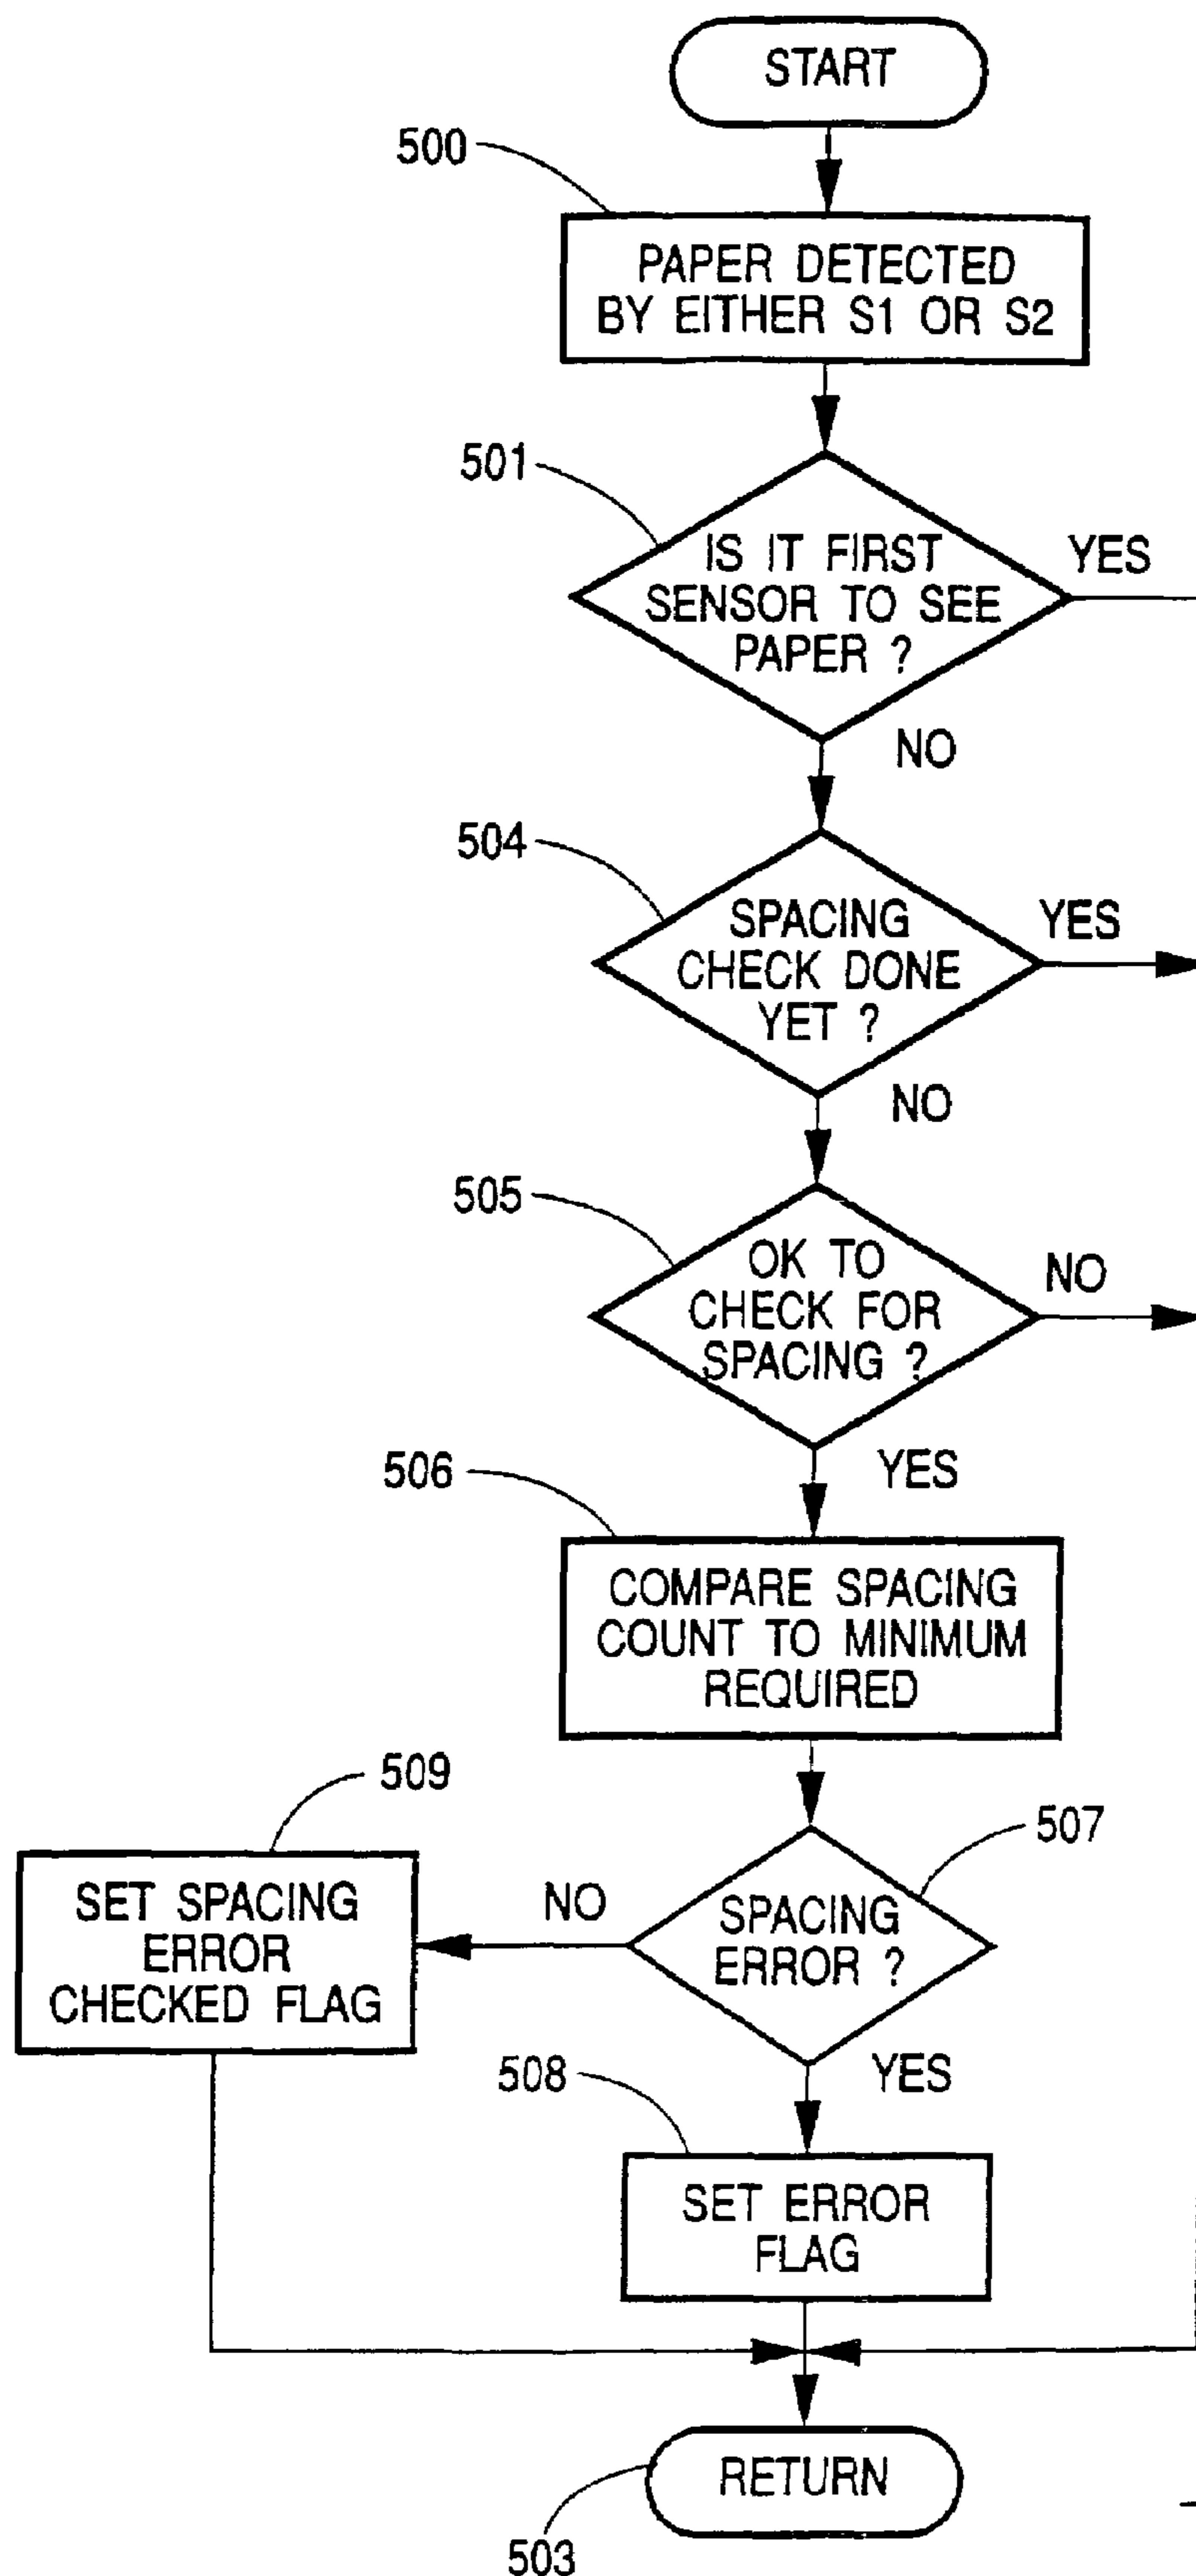 START
500
PAPER DETECTED
BY EITHER S1 OR S2
501
IS IT FIRST
SENSOR TO SEE
PAPER ?
YES
NO
504
SPACING
CHECK DONE
YET ?
YES
NO
505
OK TO
CHECK FOR
SPACING ?
NO
YES
506
COMPARE SPACING
COUNT TO MINIMUM
REQUIRED
509
507
SET SPACING
ERROR
CHECKED FLAG
NO
SPACING
ERROR ?
YES
508
SET ERROR
FLAG
RETURN
503